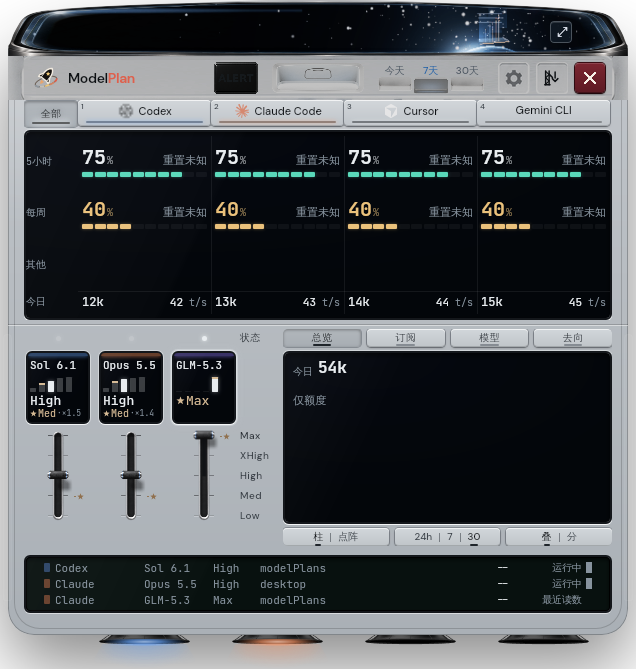 ModelPlan
ALERT
今天 7天 30天
全部
1 Codex
2 Claude Code
3 Cursor
4 Gemini CLI
5小时 75% 重置未知 75% 重置未知 75% 重置未知 75% 重置未知
每周 40% 重置未知 40% 重置未知 40% 重置未知 40% 重置未知
其他
今日 12k 42 t/s 13k 43 t/s 14k 44 t/s 15k 45 t/s
状态
Sol 6.1
High
★Med·×1.5
Opus 5.5
High
★Med·×1.4
GLM-5.3
★Max
Max
XHigh
High
Med
Low
总览 订阅 模型 去向
今日 54k
仅额度
柱 | 点阵 24h | 7 | 30 叠 | 分
Codex Sol 6.1 High modelPlans -- 运行中
Claude Opus 5.5 High desktop -- 运行中
Claude GLM-5.3 Max modelPlans -- 最近读数